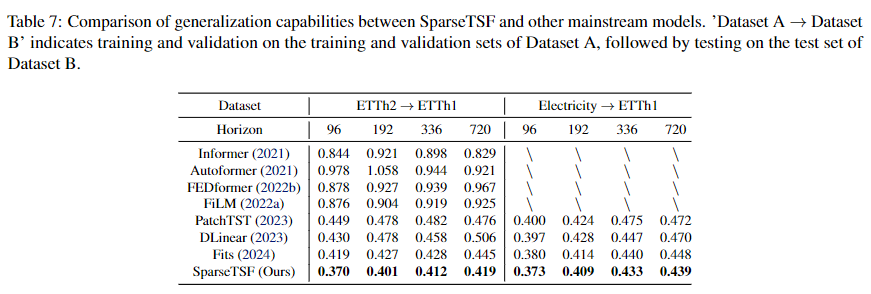 Table 7: Comparison of generalization capabilities between SparseTSF and other mainstream models. ’Dataset A → Dataset
B’ indicates training and validation on the training and validation sets of Dataset A, followed by testing on the test set of
Dataset B.
Dataset | ETTh2 → ETTh1 | Electricity → ETTh1
Horizon | 96 192 336 720 | 96 192 336 720
Informer (2021) | 0.844 0.921 0.898 0.829 | \ \ \ \
Autoformer (2021) | 0.978 1.058 0.944 0.921 | \ \ \ \
FEDformer (2022b) | 0.878 0.927 0.939 0.967 | \ \ \ \
FiLM (2022a) | 0.876 0.904 0.919 0.925 | \ \ \ \
PatchTST (2023) | 0.449 0.478 0.482 0.476 | 0.400 0.424 0.475 0.472
DLinear (2023) | 0.430 0.478 0.458 0.506 | 0.397 0.428 0.447 0.470
Fits (2024) | 0.419 0.427 0.428 0.445 | 0.380 0.414 0.440 0.448
SparseTSF (Ours) | 0.370 0.401 0.412 0.419 | 0.373 0.409 0.433 0.439